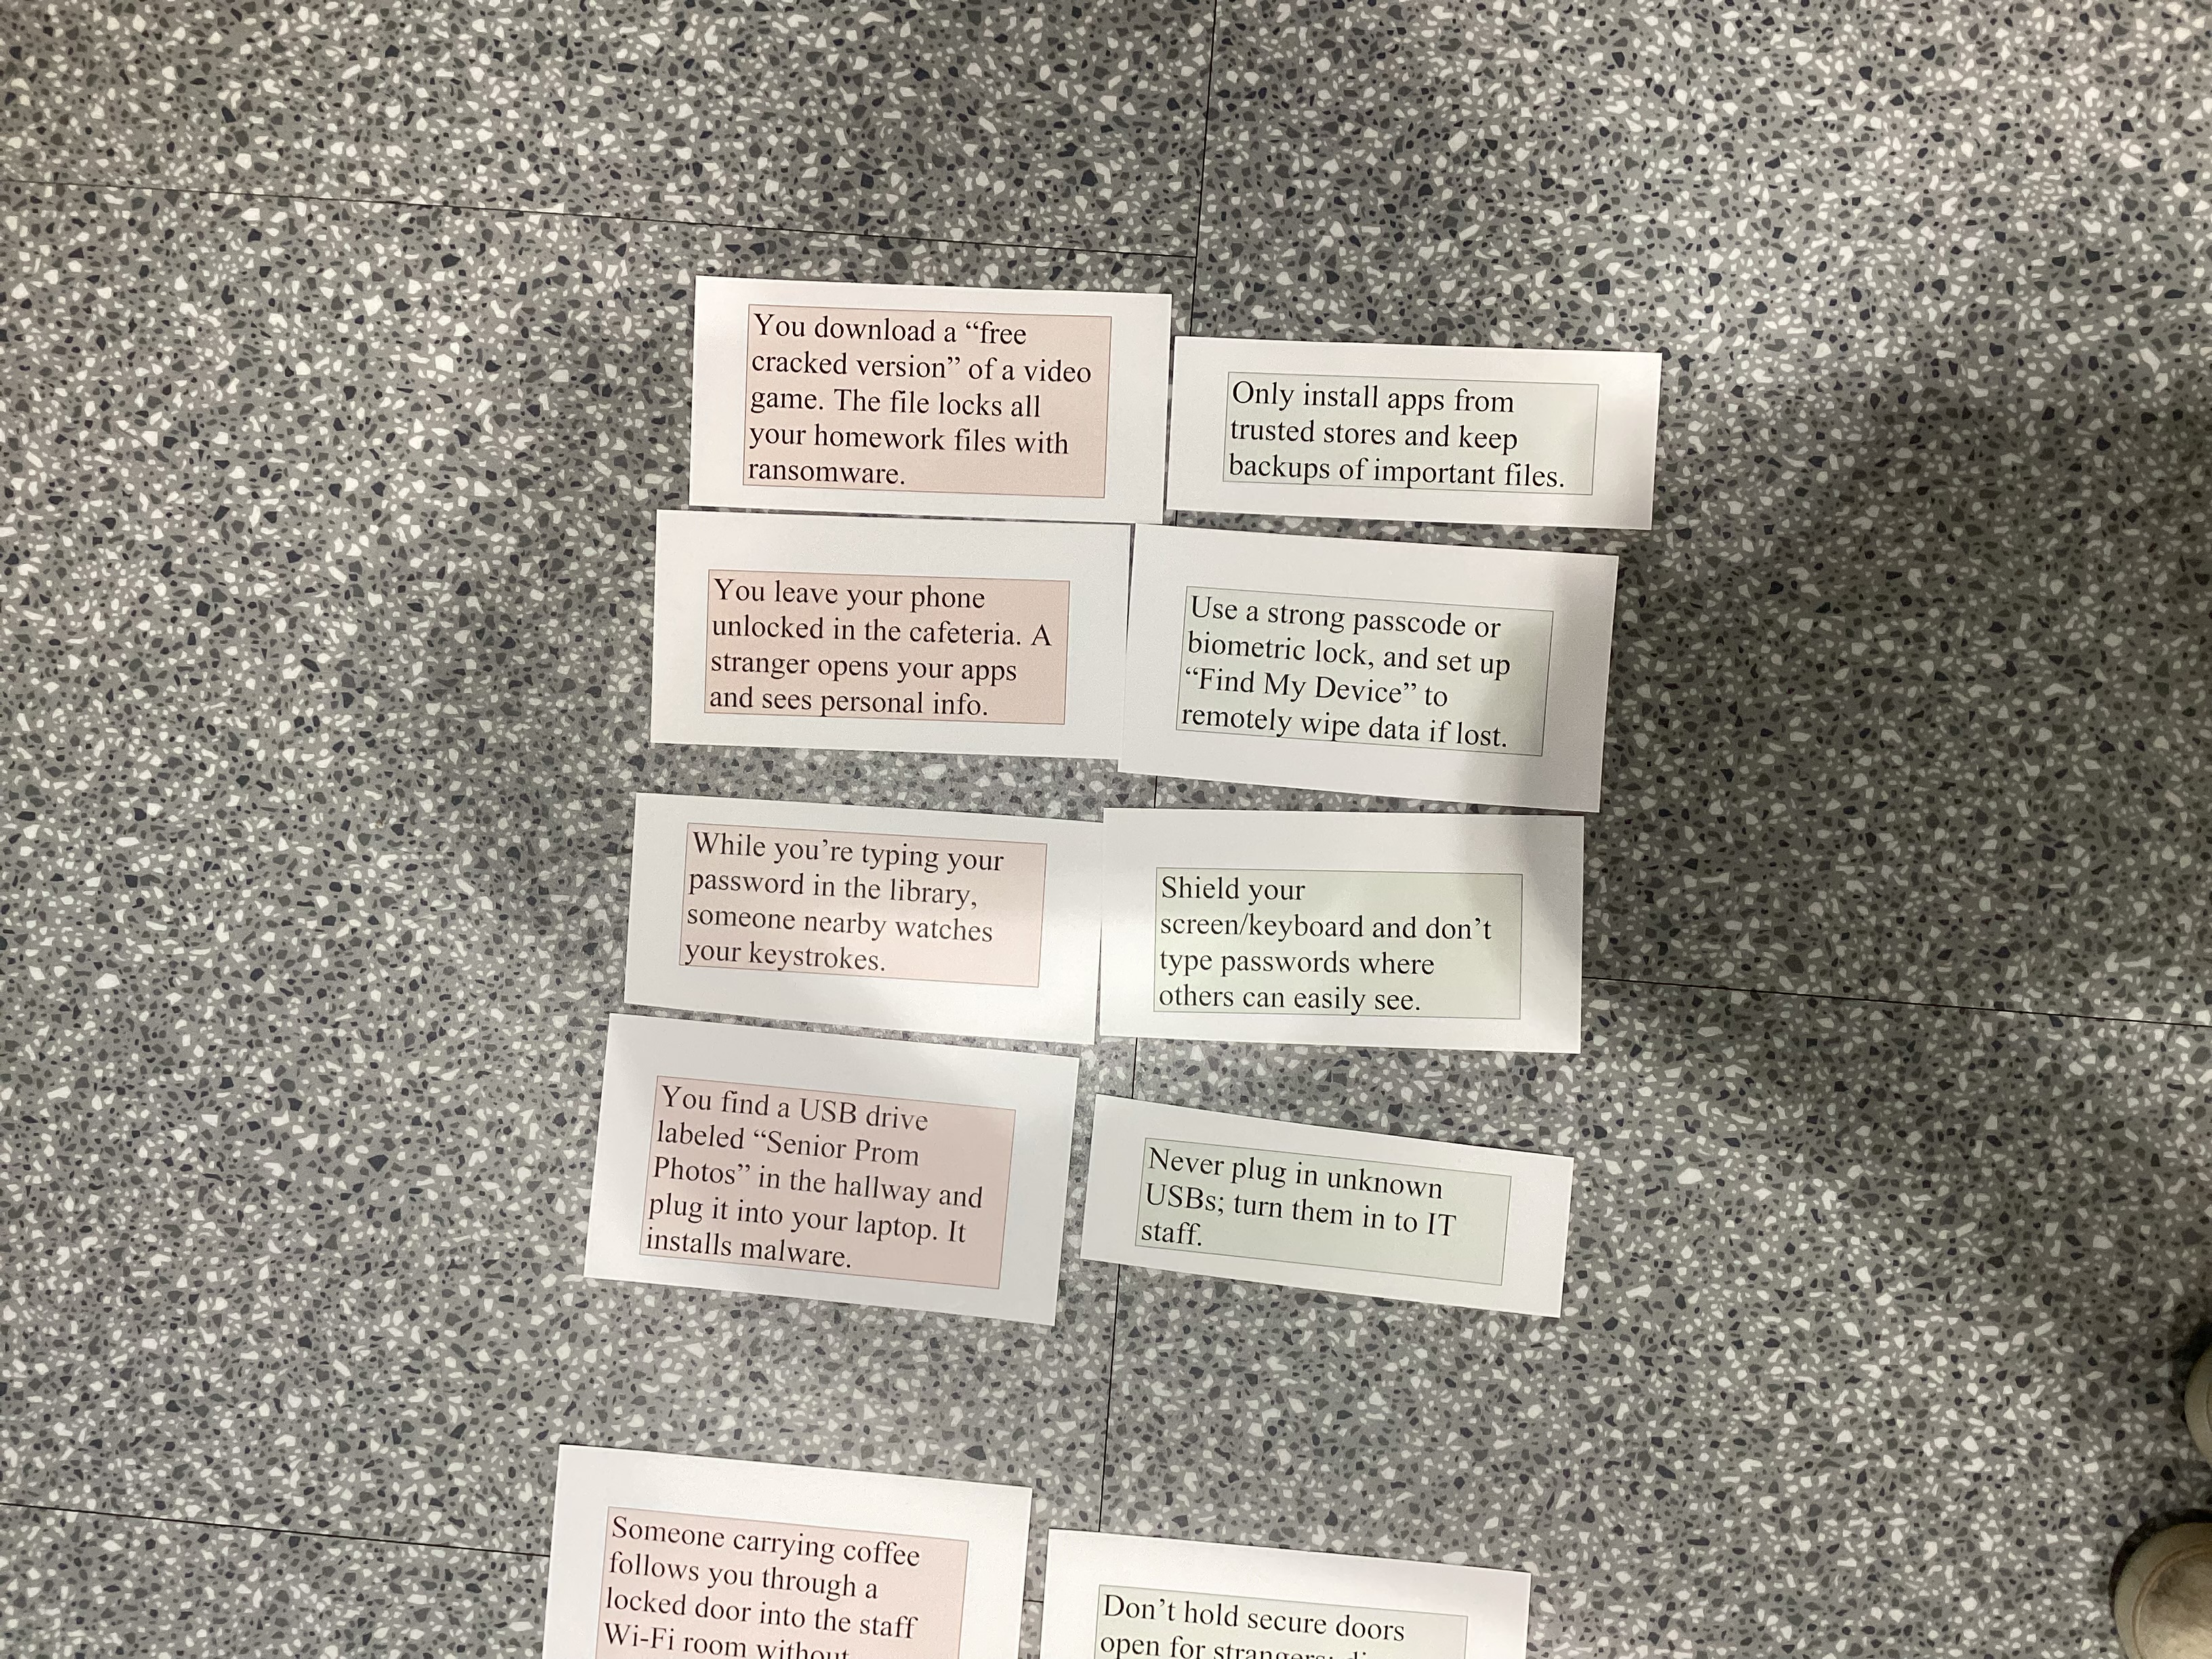 You download a “free
cracked version” of a video
game. The file locks all
your homework files with
ransomware.
Only install apps from
trusted stores and keep
backups of important files.
You leave your phone
unlocked in the cafeteria. A
stranger opens your apps
and sees personal info.
Use a strong passcode or
biometric lock, and set up
“Find My Device” to
remotely wipe data if lost.
While you’re typing your
password in the library,
someone nearby watches
your keystrokes.
Shield your
screen/keyboard and don’t
type passwords where
others can easily see.
You find a USB drive
labeled “Senior Prom
Photos” in the hallway and
plug it into your laptop. It
installs malware.
Never plug in unknown
USBs; turn them in to IT
staff.
Someone carrying coffee
follows you through a
locked door into the staff
Wi-Fi room without
Don’t hold secure doors
open for strangers;